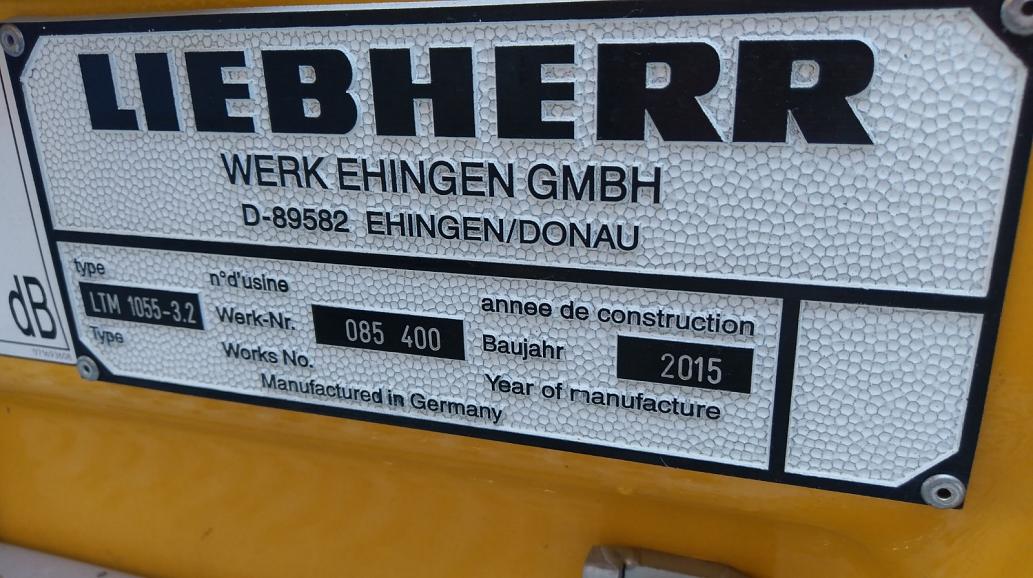 LIEBHERR
WERK EHINGEN GMBH
D-89582 EHINGEN/DONAU
type
LTM 1055-3.2
Type
n°d'usine
Werk-Nr. 085 400
Works No.
annee de construction
Baujahr 2015
Year of manufacture
Manufactured in Germany
dB